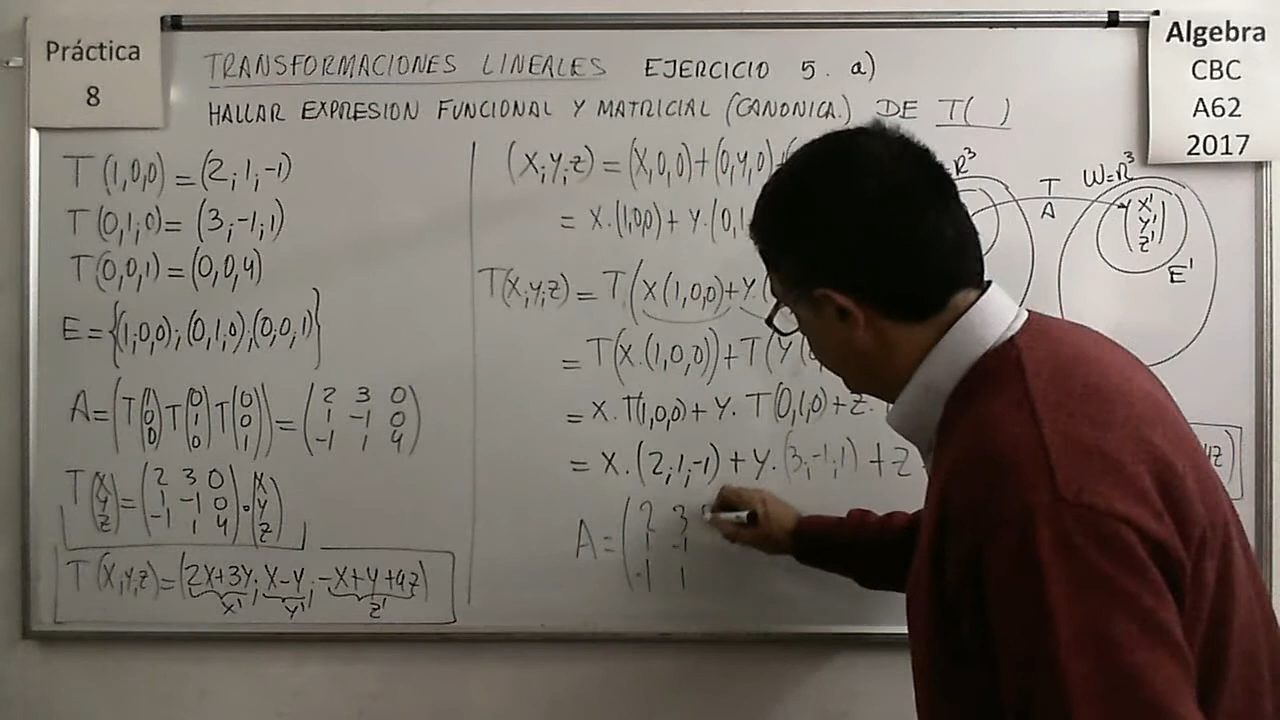 Práctica
8
TRANSFORMACIONES LINEALES EJERCICIO 5. a)
HALLAR EXPRESION FUNCIONAL Y MATRICIAL (CANONICA.) DE T( )
Algebra
CBC
A62
2017
T(1,0,0)=(2;1,-1)
T(0,1;0)=(3;-1;1)
T(0,0,1)=(0,0,4)
E={(1;0,0);(0,1,0);(0,0,1)}
A=(T(1 0 0) T(0 1 0) T(0 0 1))=(2 3 0
1 -1 0
-1 1 4)
T(X Y Z)=(2 3 0
1 -1 0
-1 1 4)·(X Y Z)
T(X,Y,Z)=(2X+3Y; X-Y; -X+Y+4Z)
X' Y' Z'
(X;Y;Z)=(X,0,0)+(0,Y,0)
=X.(1,0,0)+Y.(0,1
T(X;Y;Z)=T(X(1,0,0)+Y.
=T(X.(1,0,0))+T(Y(
=X.T(1,0,0)+Y.T(0,1,0)+Z.
=X.(2;1;-1)+Y.(3,-1,1)+Z
A=(2 3
1 -1
-1 1
R³
T
A
W=R³
X'
Y'
Z'
E'